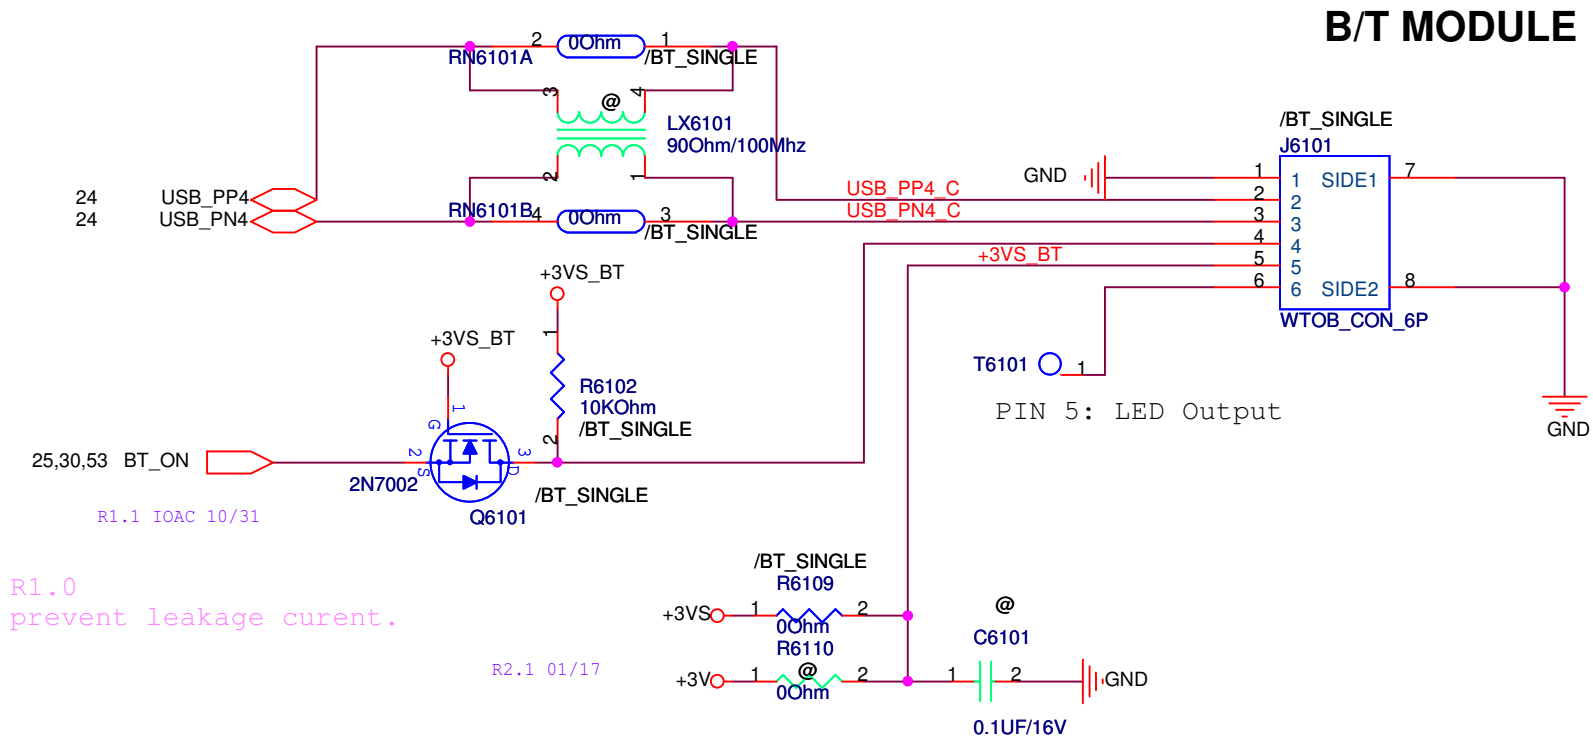 B/T MODULE
2 0Ohm 1
RN6101A /BT_SINGLE
3 @ 4
LX6101
90Ohm/100Mhz
2 1
24 USB_PP4
24 USB_PN4
RN6101B 4 0Ohm 3
/BT_SINGLE
/BT_SINGLE
J6101
GND
USB_PP4_C
USB_PN4_C
+3VS_BT
1 1 SIDE1 7
2 2
3 3
4 4
5 5
6 6 SIDE2 8
WTOB_CON_6P
T6101 1
PIN 5: LED Output
GND
+3VS_BT
+3VS_BT
1
R6102
10KOhm
/BT_SINGLE
2
1
G
25,30,53 BT_ON
2 S 3 D
2N7002
/BT_SINGLE
Q6101
R1.1 IOAC 10/31
R1.0
prevent leakage curent.
R2.1 01/17
/BT_SINGLE
R6109
+3VS 1 2
0Ohm
R6110
+3V 1 @ 2
0Ohm
@
C6101
1 2 GND
0.1UF/16V